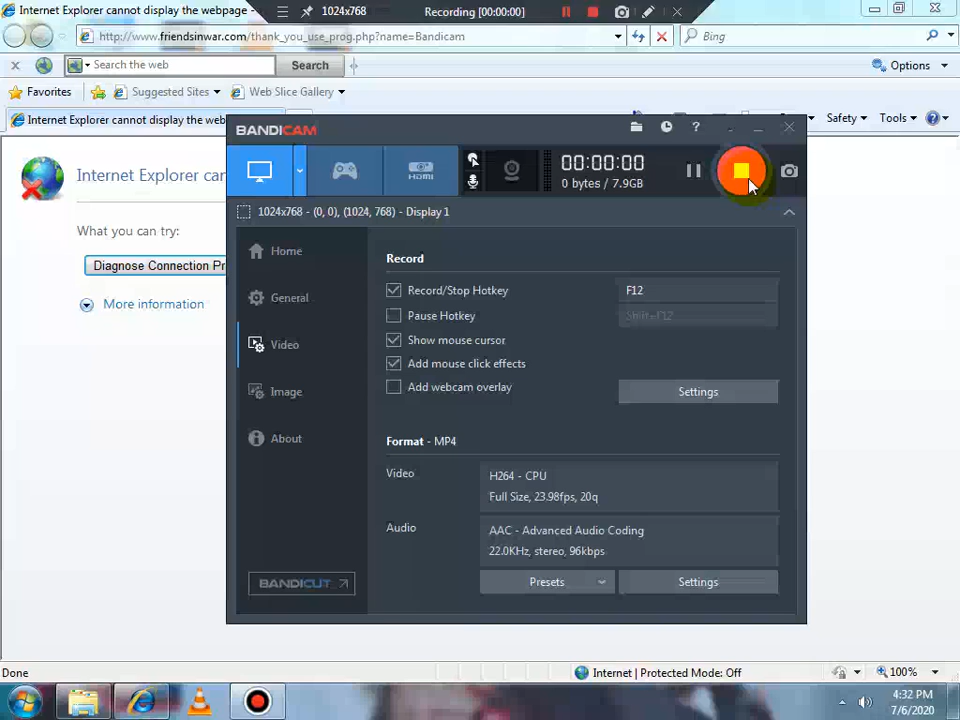 Internet Explorer cannot display the webpage -
1024x768
Recording [00:00:00]
http://www.friendsinwar.com/thank_you_use_prog.php?name=Bandicam
Bing
Search the web
Search
Options
Favorites
Suggested Sites
Web Slice Gallery
Internet Explorer cannot display the web
Safety
Tools
BANDICAM
?
Internet Explorer ca
HDMI
00:00:00
0 bytes / 7.9GB
1024x768 - (0, 0), (1024, 768) - Display 1
What you can try:
Diagnose Connection Pr
More information
Home
General
Video
Image
About
BANDICUT
Record
Record/Stop Hotkey
F12
Pause Hotkey
Shift+F12
Show mouse cursor
Add mouse click effects
Add webcam overlay
Settings
Format - MP4
Video
H264 - CPU
Full Size, 23.98fps, 20q
Audio
AAC - Advanced Audio Coding
22.0KHz, stereo, 96kbps
Presets
Settings
Done
Internet | Protected Mode: Off
100%
4:32 PM
7/6/2020